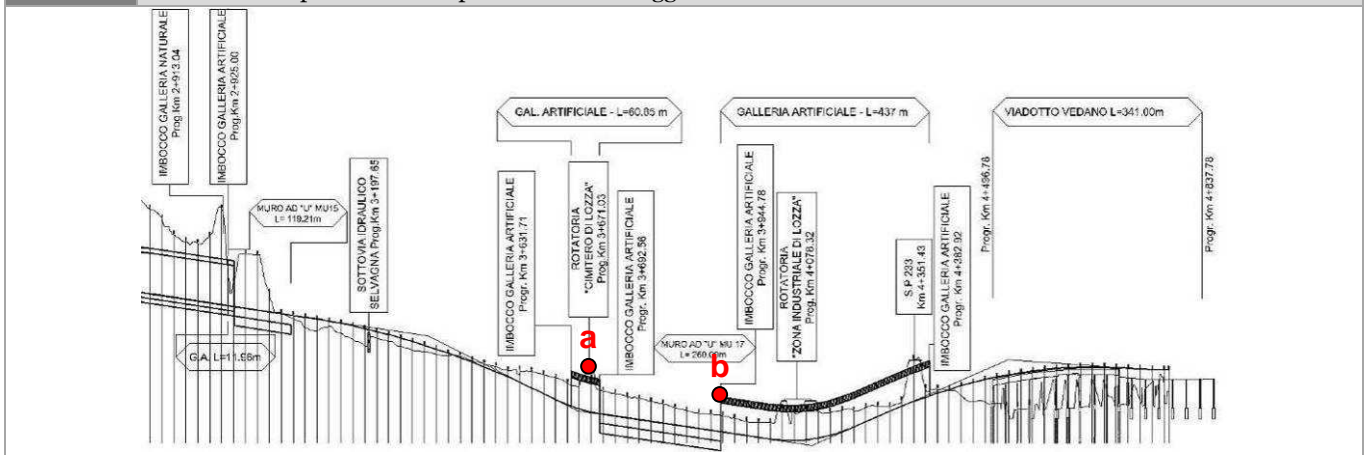 IMBOCCO GALLERIA NATURALE
Prog.Km 2+913.04
IMBOCCO GALLERIA ARTIFICIALE
Prog.Km 2+925.00
MURO AD "U" MU15
L= 119.21m
SOTTOVIA IDRAULICO
SELVAGNA Prog.Km 3+197.65
G.A. L=11.96m
GAL. ARTIFICIALE - L=60.85 m
IMBOCCO GALLERIA ARTIFICIALE
Progr. Km 3+631.71
ROTATORIA
"CIMITERO DI LOZZA"
Prog.Km 3+671.03
IMBOCCO GALLERIA ARTIFICIALE
Progr. Km 3+692.56
a
MURO AD "U" MU 17
b
GALLERIA ARTIFICIALE - L=437 m
IMBOCCO GALLERIA ARTIFICIALE
Progr. Km 3+944.78
ROTATORIA
"ZONA INDUSTRIALE DI LOZZA"
Prog. Km 4+078.32
S.P.233
Km 4+351.43
IMBOCCO GALLERIA ARTIFICIALE
Progr. Km 4+382.92
VIADOTTO VEDANO L=341.00m
Progr. Km 4+496.78
Progr. Km 4+837.78